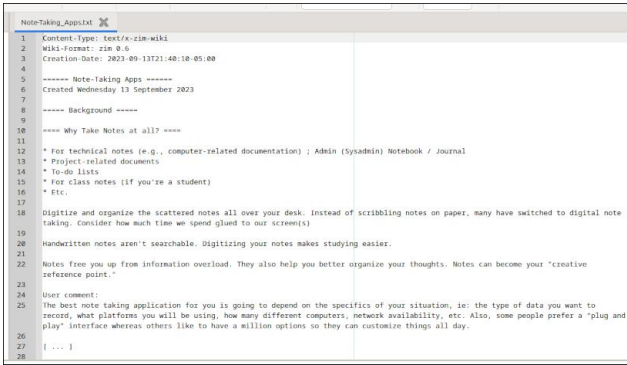 Note-Taking_Apps.txt
1 Content-Type: text/x-zim-wiki
2 Wiki-Format: zim 0.6
3 Creation-Date: 2023-09-13T21:40:10-05:00
4
5 ====== Note-Taking Apps ======
6 Created Wednesday 13 September 2023
7
8 ===== Background =====
9
10 ==== Why Take Notes at all? ====
11
12 * For technical notes (e.g., computer-related documentation) ; Admin (Sysadmin) Notebook / Journal
13 * Project-related documents
14 * To-do lists
15 * For class notes (if you're a student)
16 * Etc.
17
18 Digitize and organize the scattered notes all over your desk. Instead of scribbling notes on paper, many have switched to digital note
taking. Consider how much time we spend glued to our screen(s)
19
20 Handwritten notes aren't searchable. Digitizing your notes makes studying easier.
21
22 Notes free you up from information overload. They also help you better organize your thoughts. Notes can become your "creative
reference point."
23
24 User comment:
25 The best note taking application for you is going to depend on the specifics of your situation, ie: the type of data you want to
record, what platforms you will be using, how many different computers, network availability, etc. Also, some people prefer a "plug and
play" interface whereas others like to have a million options so they can customize things all day.
26
27 [ ... ]
28